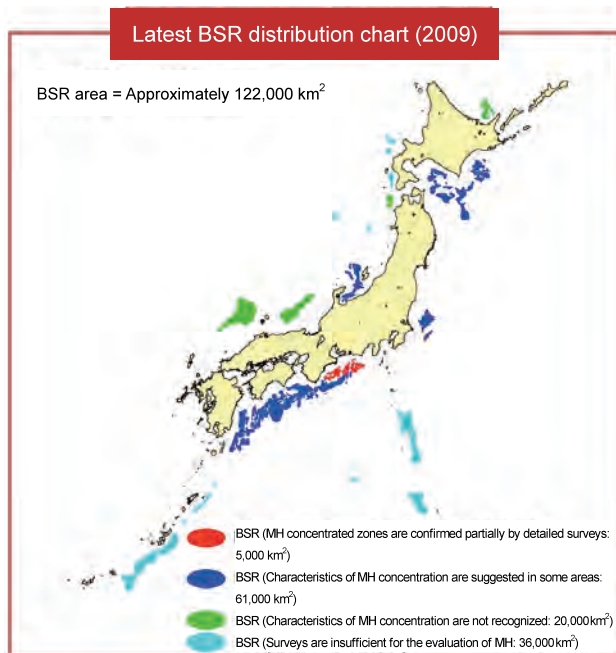 Latest BSR distribution chart (2009)
BSR area = Approximately 122,000 km²
BSR (MH concentrated zones are confirmed partially by detailed surveys:
5,000 km²)
BSR (Characteristics of MH concentration are suggested in some areas:
61,000 km²)
BSR (Characteristics of MH concentration are not recognized: 20,000km²)
BSR (Surveys are insufficient for the evaluation of MH: 36,000km²)